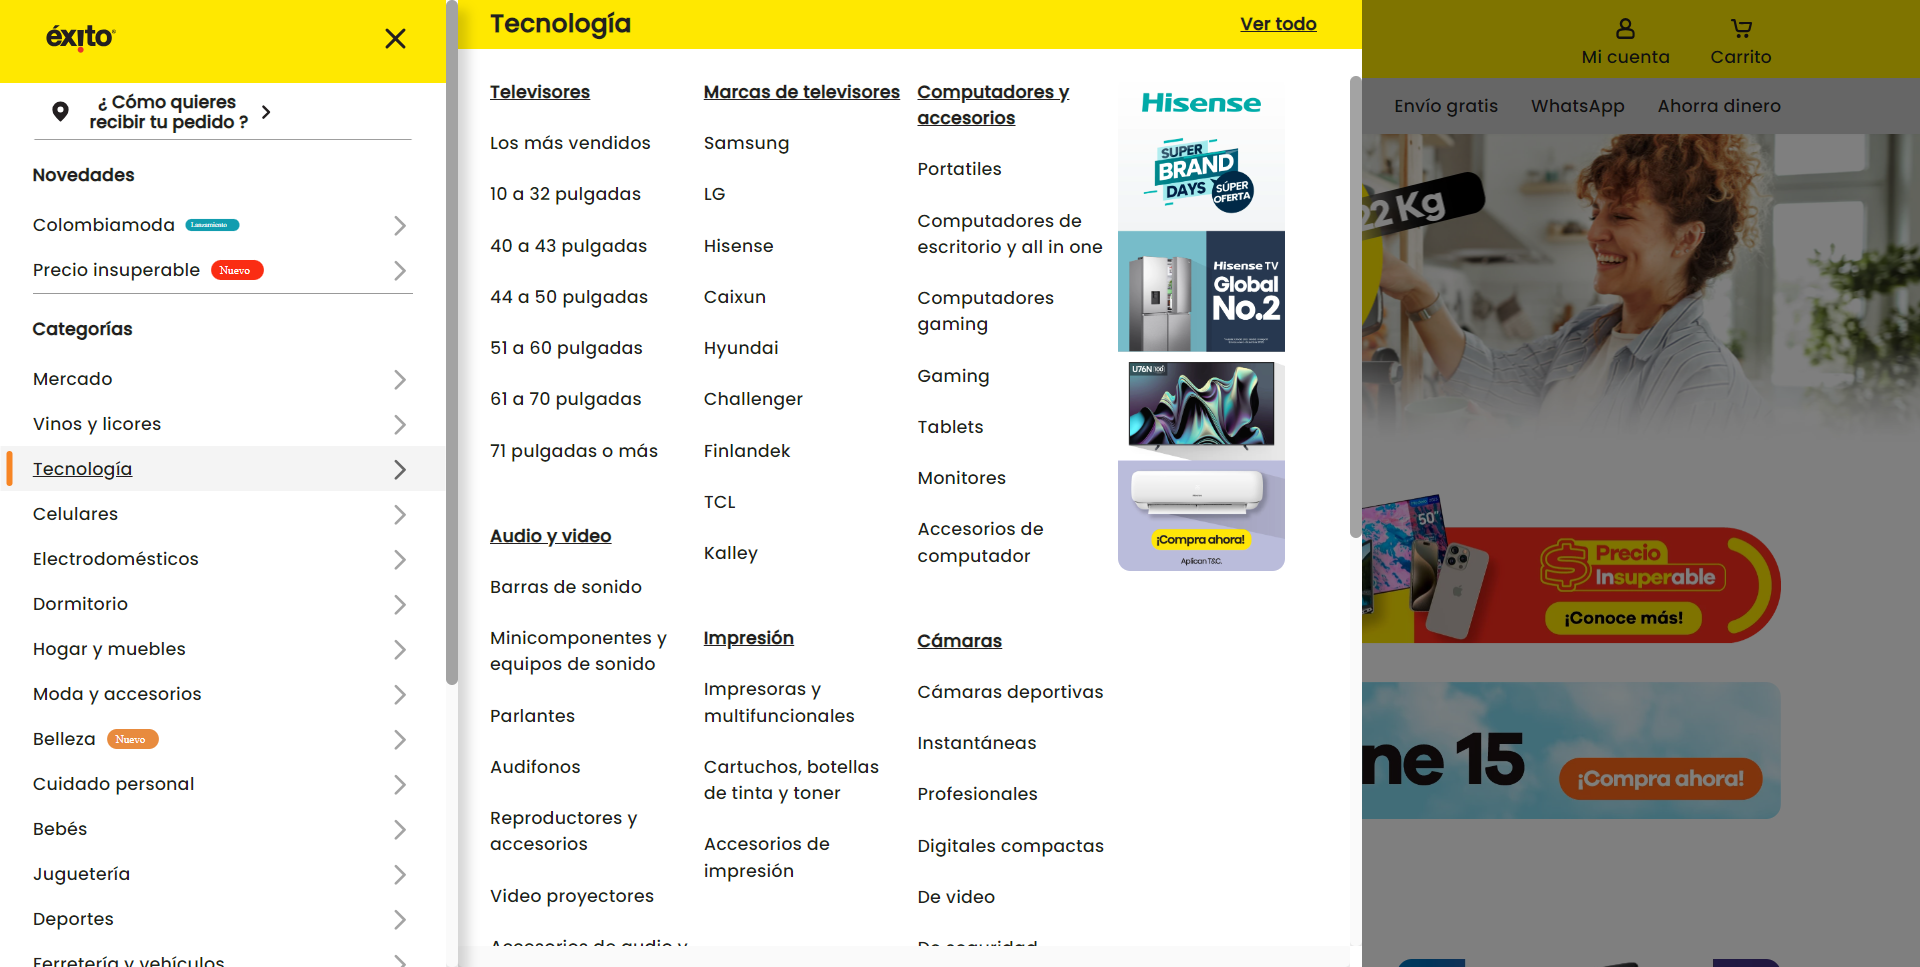 éxito
¿ Cómo quieres
recibir tu pedido ?
Novedades
Colombiamoda Lanzamiento
Precio insuperable Nuevo
Categorías
Mercado
Vinos y licores
Tecnología
Celulares
Electrodomésticos
Dormitorio
Hogar y muebles
Moda y accesorios
Belleza Nuevo
Cuidado personal
Bebés
Juguetería
Deportes
Ferretería y vehículos
Tecnología
Ver todo
Televisores
Los más vendidos
10 a 32 pulgadas
40 a 43 pulgadas
44 a 50 pulgadas
51 a 60 pulgadas
61 a 70 pulgadas
71 pulgadas o más
Audio y video
Barras de sonido
Minicomponentes y
equipos de sonido
Parlantes
Audifonos
Reproductores y
accesorios
Video proyectores
Accesorios de audio y
Marcas de televisores
Samsung
LG
Hisense
Caixun
Hyundai
Challenger
Finlandek
TCL
Kalley
Impresión
Impresoras y
multifuncionales
Cartuchos, botellas
de tinta y toner
Accesorios de
impresión
Computadores y
accesorios
Portatiles
Computadores de
escritorio y all in one
Computadores
gaming
Gaming
Tablets
Monitores
Accesorios de
computador
Cámaras
Cámaras deportivas
Instantáneas
Profesionales
Digitales compactas
De video
De seguridad
Hisense
SUPER
BRAND
DAYS
SÚPER
OFERTA
Hisense TV
Global
No.2
U76N 100
¡Compra ahora!
Aplican T&C.
Mi cuenta
Carrito
Envío gratis
WhatsApp
Ahorra dinero
22 Kg
50"
Precio
Insuperable
¡Conoce más!
ne 15
¡Compra ahora!